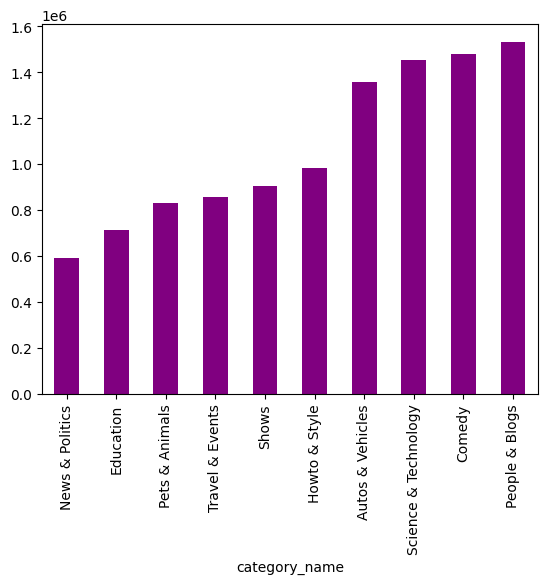 1e6
1.6
1.4
1.2
1.0
0.8
0.6
0.4
0.2
0.0
News & Politics
Education
Pets & Animals
Travel & Events
Shows
Howto & Style
Autos & Vehicles
Science & Technology
Comedy
People & Blogs
category_name